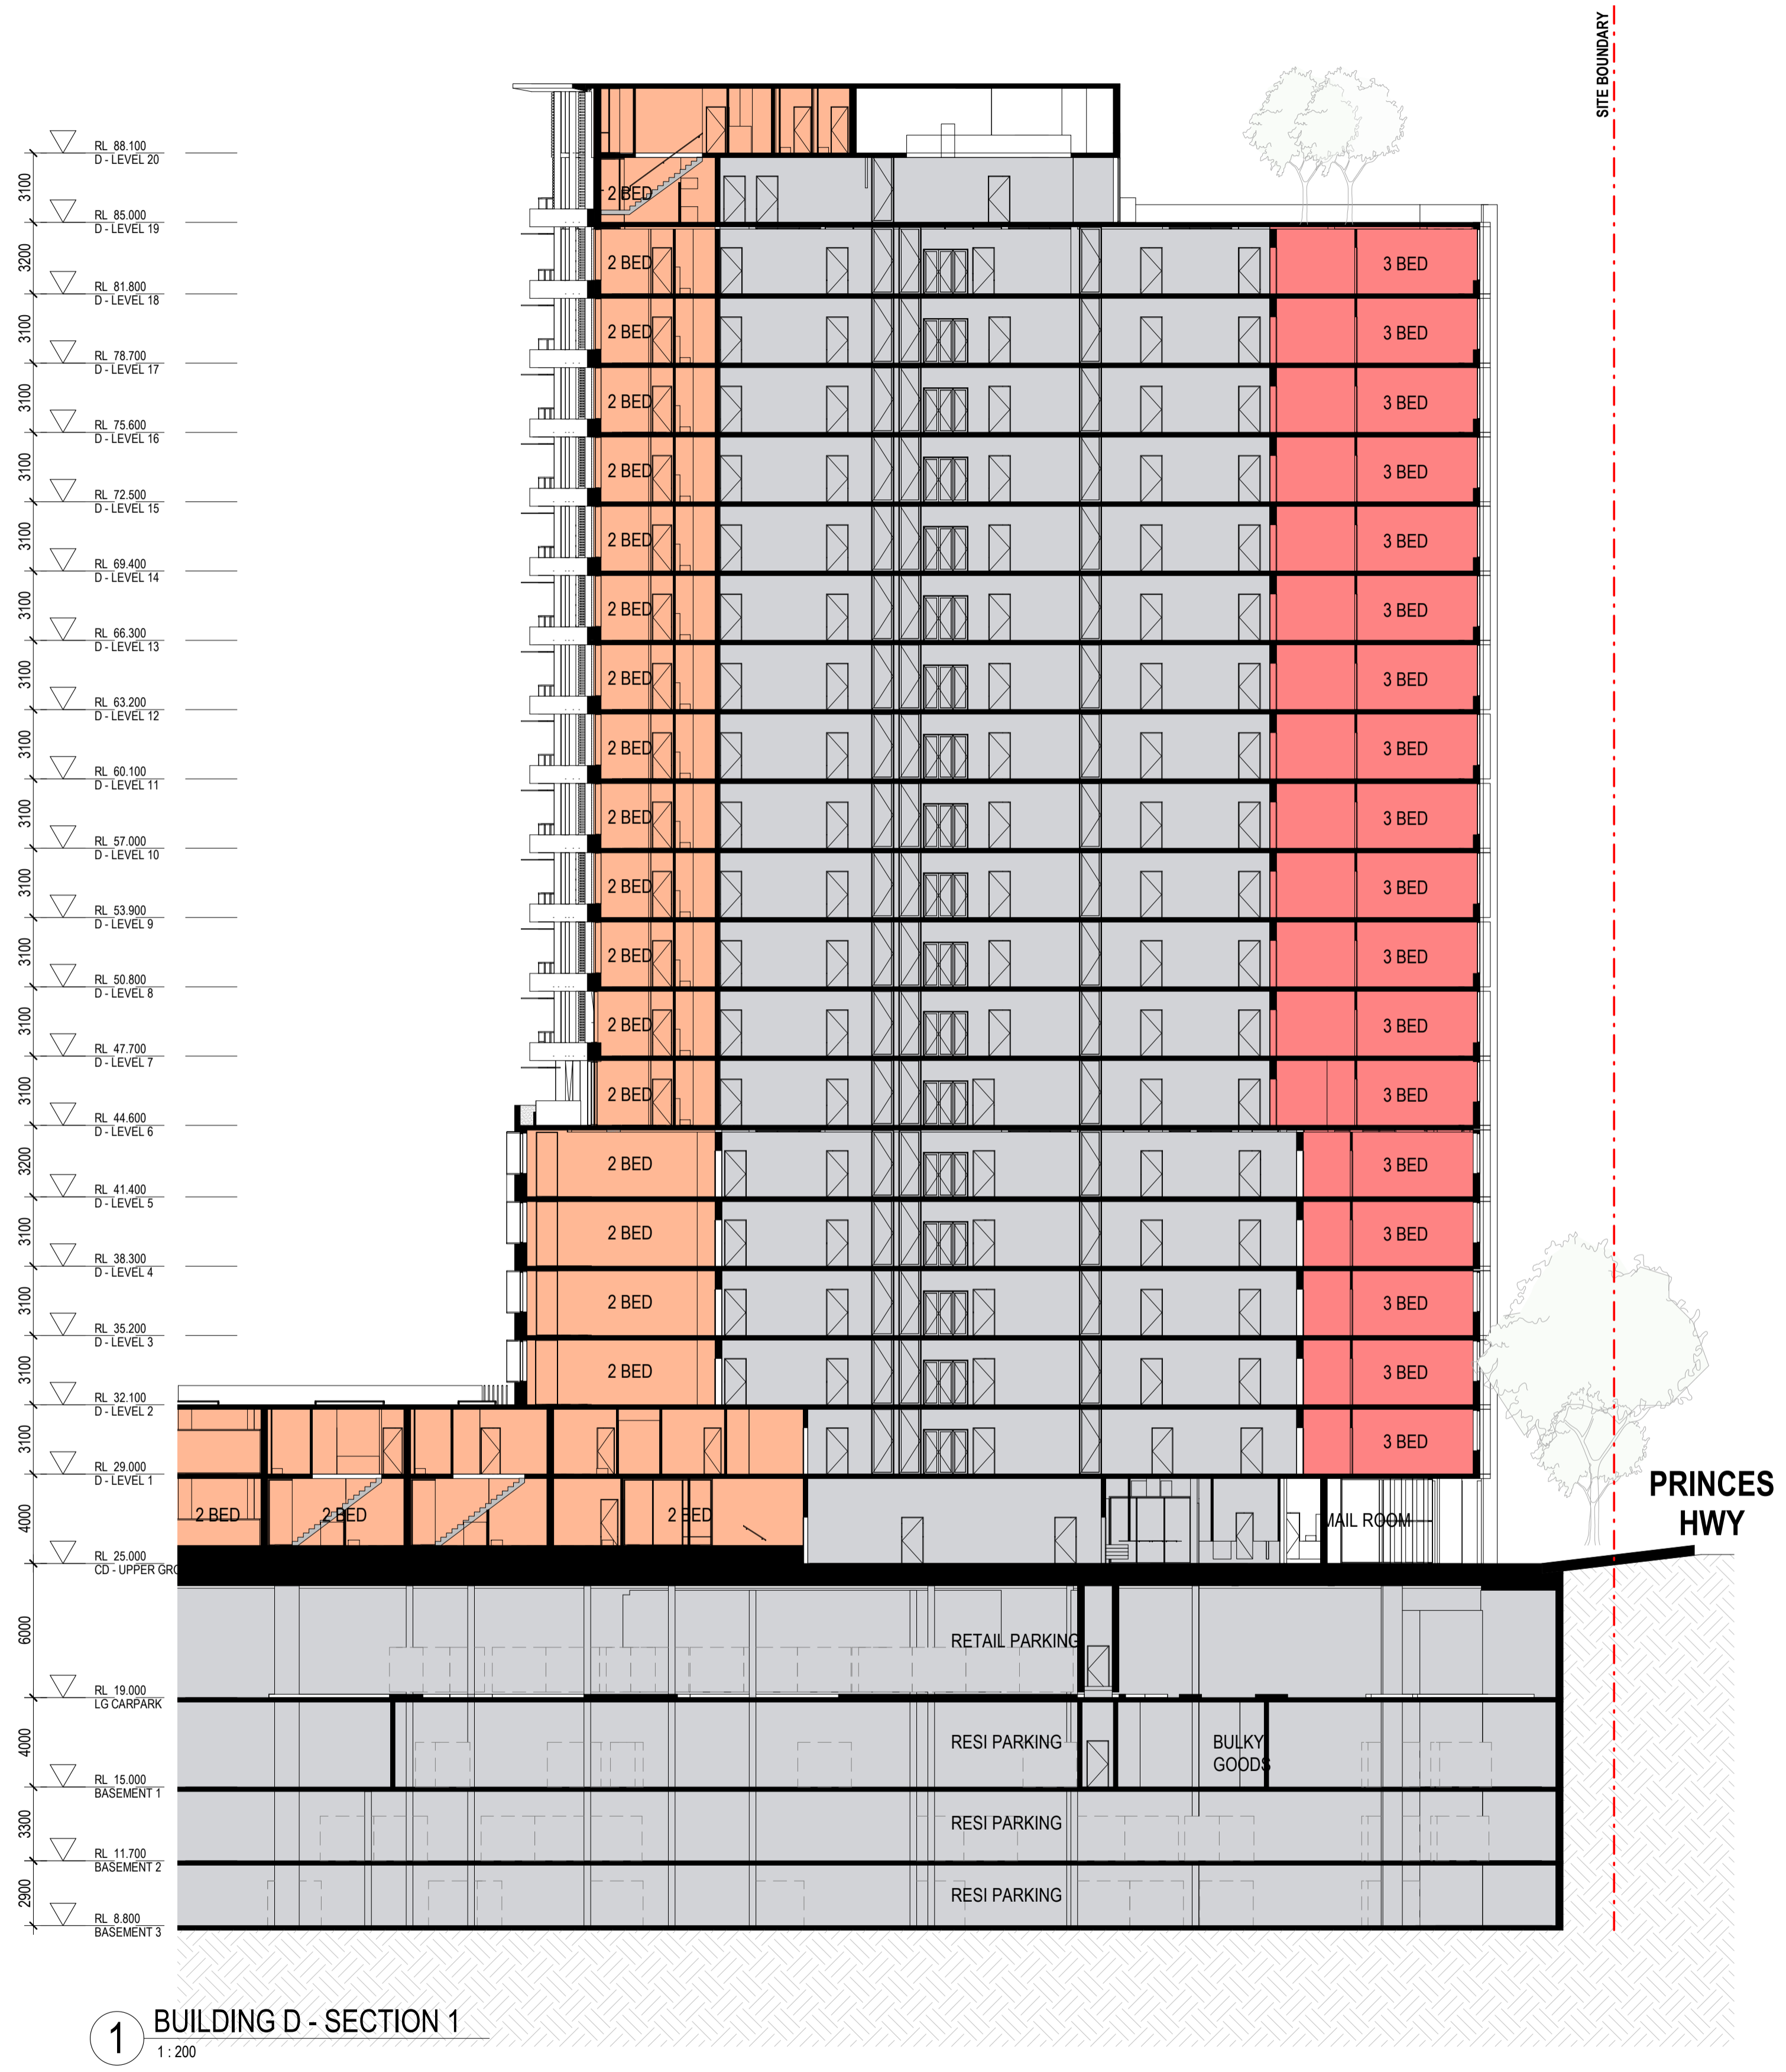 SITE BOUNDARY
RL 88.100
D - LEVEL 20
3100
2 BED
RL 85.000
D - LEVEL 19
3200
2 BED
3 BED
RL 81.800
D - LEVEL 18
3100
2 BED
3 BED
RL 78.700
D - LEVEL 17
3100
2 BED
3 BED
RL 75.600
D - LEVEL 16
3100
2 BED
3 BED
RL 72.500
D - LEVEL 15
3100
2 BED
3 BED
RL 69.400
D - LEVEL 14
3100
2 BED
3 BED
RL 66.300
D - LEVEL 13
3100
2 BED
3 BED
RL 63.200
D - LEVEL 12
3100
2 BED
3 BED
RL 60.100
D - LEVEL 11
3100
2 BED
3 BED
RL 57.000
D - LEVEL 10
3100
2 BED
3 BED
RL 53.900
D - LEVEL 9
3100
2 BED
3 BED
RL 50.800
D - LEVEL 8
3100
2 BED
3 BED
RL 47.700
D - LEVEL 7
3100
2 BED
3 BED
RL 44.600
D - LEVEL 6
3200
2 BED
3 BED
RL 41.400
D - LEVEL 5
3100
2 BED
3 BED
RL 38.300
D - LEVEL 4
3100
2 BED
3 BED
RL 35.200
D - LEVEL 3
3100
2 BED
3 BED
RL 32.100
D - LEVEL 2
3100
3 BED
RL 29.000
D - LEVEL 1
4000
2 BED
2 BED
2 BED
MAIL ROOM
PRINCES
HWY
RL 25.000
CD - UPPER GRO
6000
RETAIL PARKING
RL 19.000
LG CARPARK
4000
RESI PARKING
BULKY
GOODS
RL 15.000
BASEMENT 1
3300
RESI PARKING
RL 11.700
BASEMENT 2
2900
RESI PARKING
RL 8.800
BASEMENT 3
1
BUILDING D - SECTION 1
1 : 200